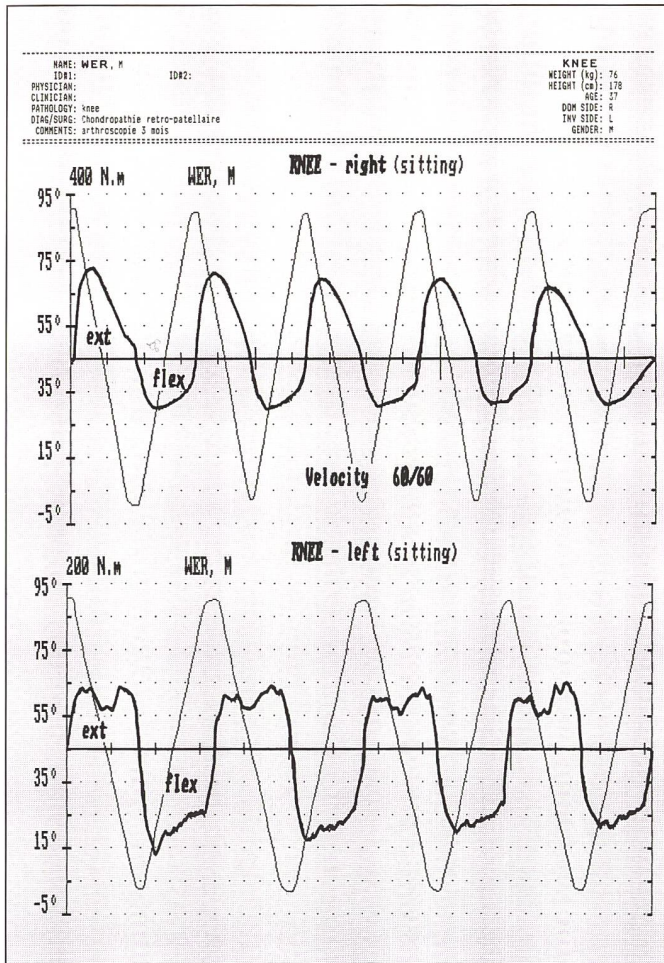 NAME: WER, M
ID#1: ID#2:
PHYSICIAN:
CLINICIAN:
PATHOLOGY: knee
DIAG/SURG: Chondropathie retro-patellaire
COMMENTS: arthroscopie 3 mois
KNEE
WEIGHT (kg): 76
HEIGHT (cm): 178
AGE: 37
DOM SIDE: R
INV SIDE: L
GENDER: M
KNEE - right (sitting)
400 N.m WER, M
95°
75°
55°
ext
35°
flex
15°
Velocity 60/60
-5°
KNEE - left (sitting)
200 N.m WER, M
95°
75°
55°
ext
35°
flex
15°
-5°